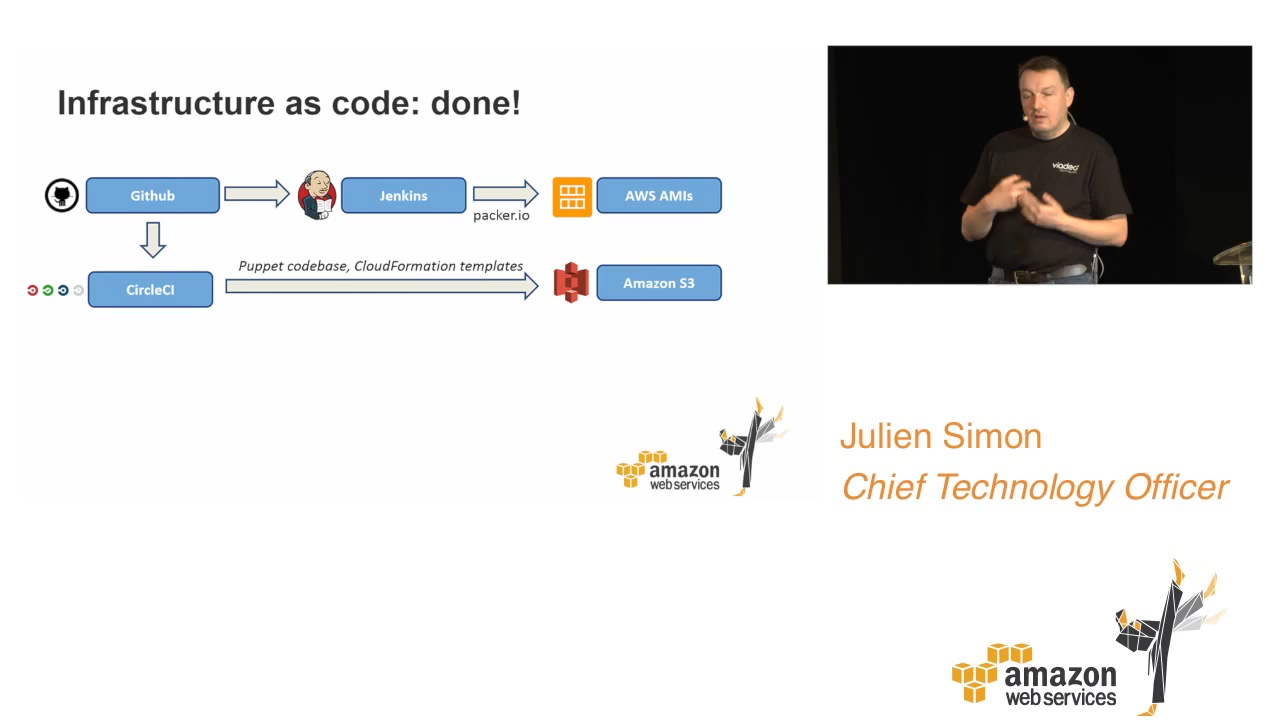 Infrastructure as code: done!
Github
Jenkins
packer.io
AWS AMIs
Puppet codebase, CloudFormation templates
CircleCI
Amazon S3
amazon
web services
viadeo
Julien Simon
Chief Technology Officer
amazon
web services